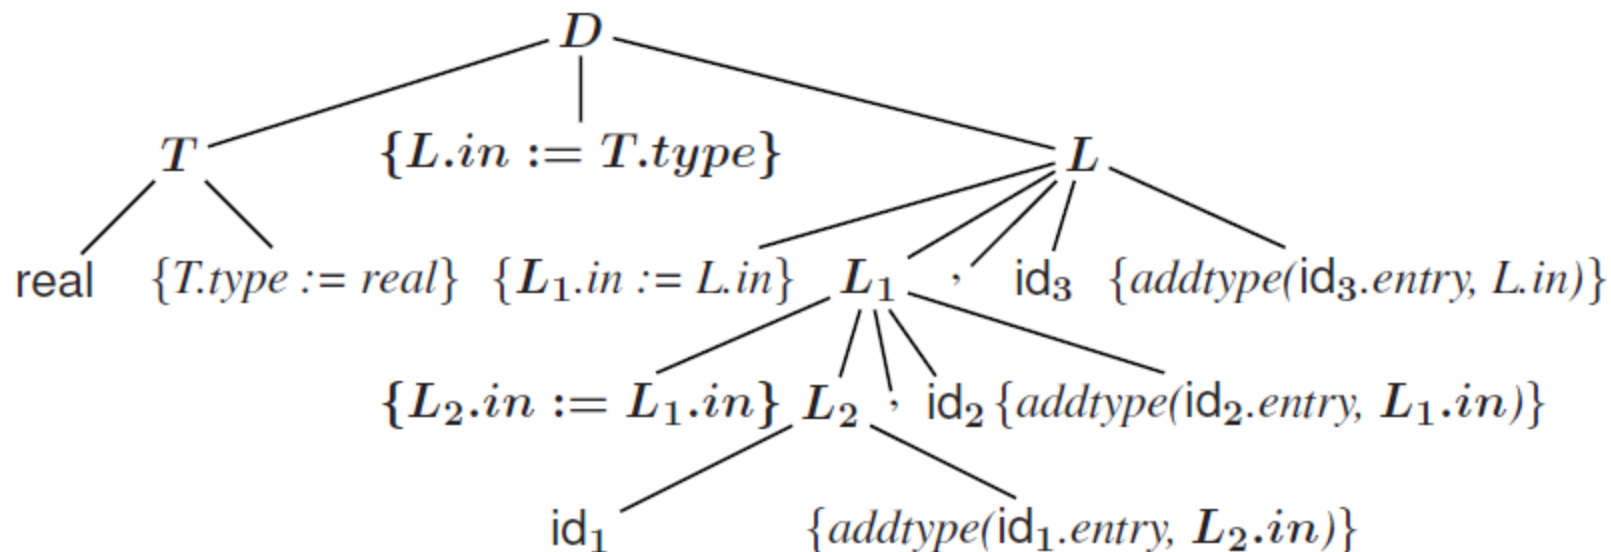 D
T {L.in := T.type} L
real {T.type := real} {L₁.in := L.in} L₁ , id₃ {addtype(id₃.entry, L.in)}
{L₂.in := L₁.in} L₂ , id₂ {addtype(id₂.entry, L₁.in)}
id₁ {addtype(id₁.entry, L₂.in)}